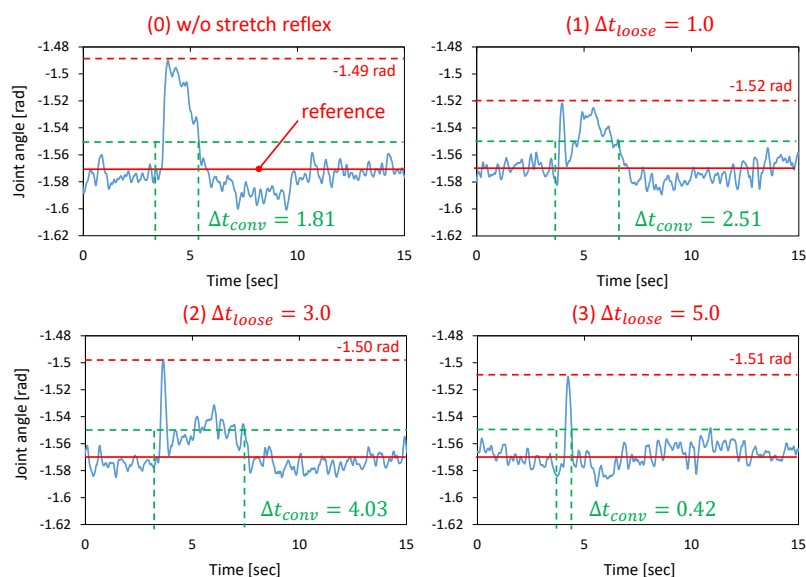 (0) w/o stretch reflex
-1.48
-1.5
-1.52
-1.54
-1.56
-1.58
-1.6
-1.62
Joint angle [rad]
-1.49 rad
reference
Δt_conv = 1.81
0
5
10
15
Time [sec]
(1) Δt_loose = 1.0
-1.48
-1.5
-1.52
-1.54
-1.56
-1.58
-1.6
-1.62
Joint angle [rad]
-1.52 rad
Δt_conv = 2.51
0
5
10
15
Time [sec]
(2) Δt_loose = 3.0
-1.48
-1.5
-1.52
-1.54
-1.56
-1.58
-1.6
-1.62
Joint angle [rad]
-1.50 rad
Δt_conv = 4.03
0
5
10
15
Time [sec]
(3) Δt_loose = 5.0
-1.48
-1.5
-1.52
-1.54
-1.56
-1.58
-1.6
-1.62
Joint angle [rad]
-1.51 rad
Δt_conv = 0.42
0
5
10
15
Time [sec]